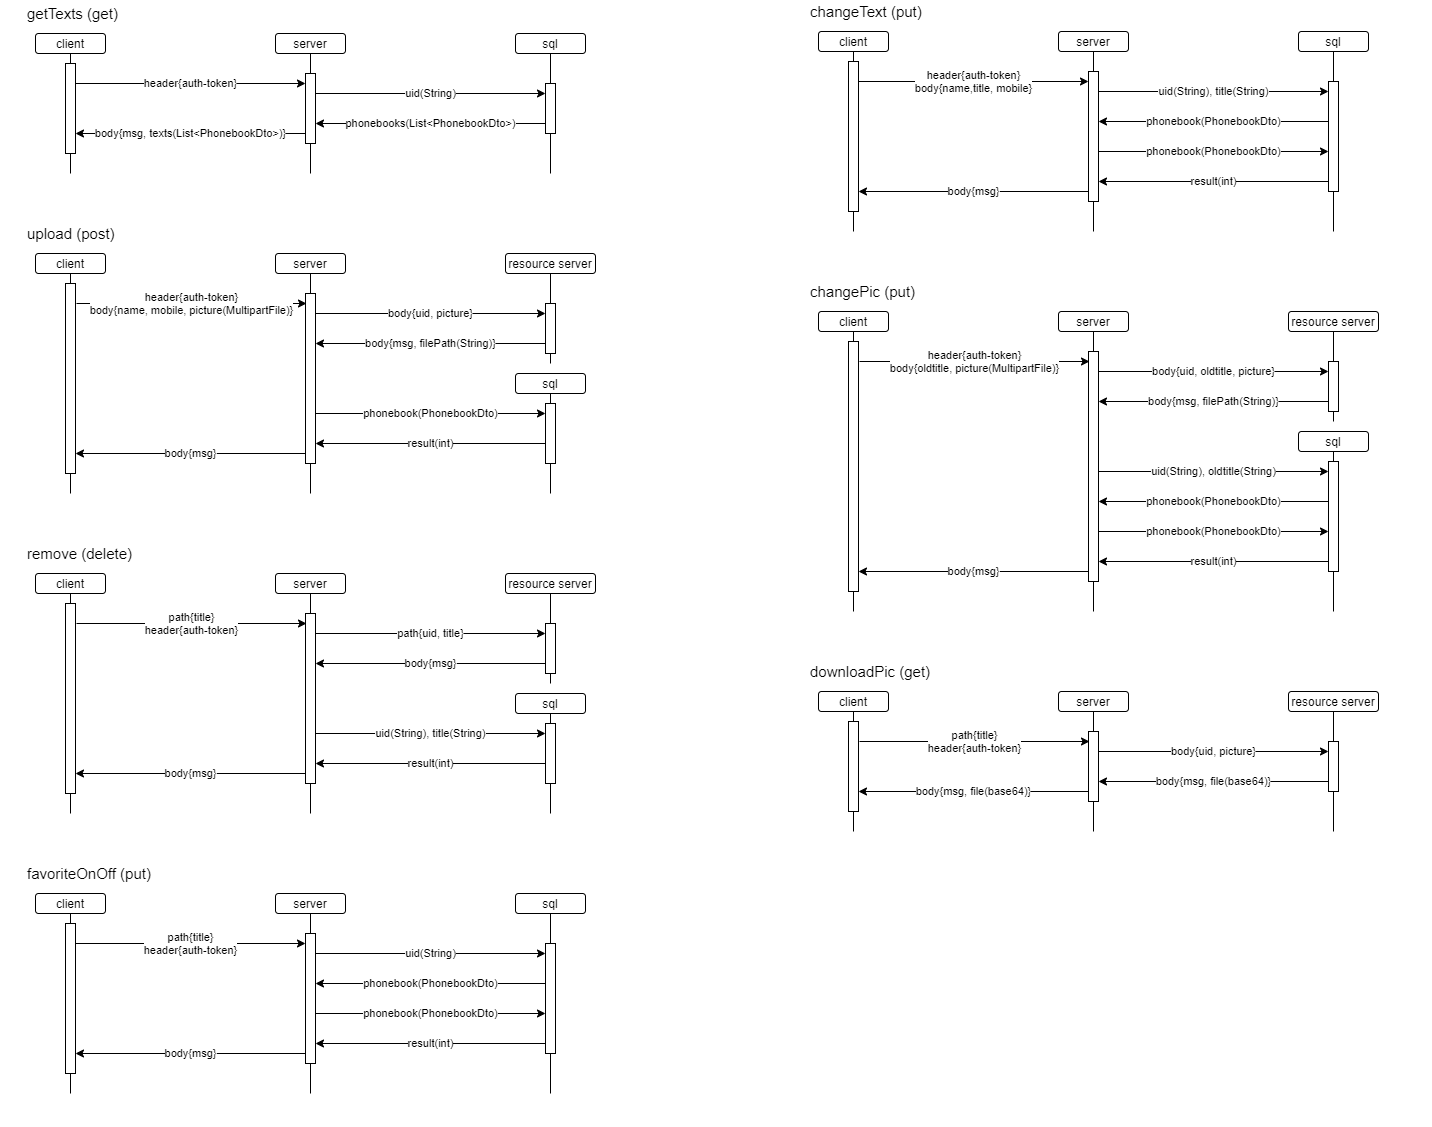 getTexts (get)
client
server
sql
header{auth-token}
uid(String)
phonebooks(List<PhonebookDto>)
body{msg, texts(List<PhonebookDto>)}
upload (post)
client
server
resource server
header{auth-token}
body{name, mobile, picture(MultipartFile)}
body{uid, picture}
body{msg, filePath(String)}
sql
phonebook(PhonebookDto)
result(int)
body{msg}
remove (delete)
client
server
resource server
path{title}
header{auth-token}
path{uid, title}
body{msg}
sql
uid(String), title(String)
result(int)
body{msg}
favoriteOnOff (put)
client
server
sql
path{title}
header{auth-token}
uid(String)
phonebook(PhonebookDto)
phonebook(PhonebookDto)
result(int)
body{msg}
changeText (put)
client
server
sql
header{auth-token}
body{name,title, mobile}
uid(String), title(String)
phonebook(PhonebookDto)
phonebook(PhonebookDto)
result(int)
body{msg}
changePic (put)
client
server
resource server
header{auth-token}
body{oldtitle, picture(MultipartFile)}
body{uid, oldtitle, picture}
body{msg, filePath(String)}
sql
uid(String), oldtitle(String)
phonebook(PhonebookDto)
phonebook(PhonebookDto)
result(int)
body{msg}
downloadPic (get)
client
server
resource server
path{title}
header{auth-token}
body{uid, picture}
body{msg, file(base64)}
body{msg, file(base64)}